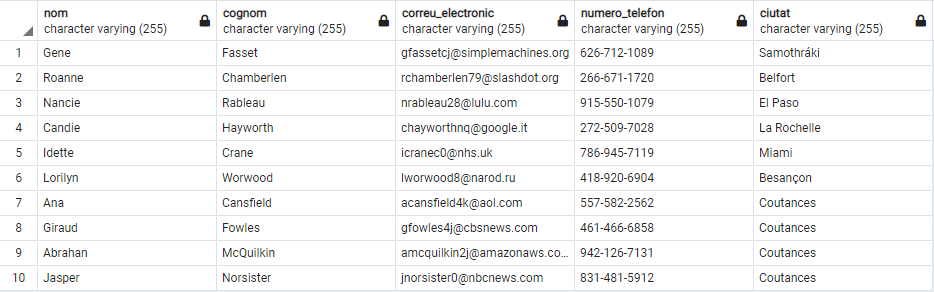 nom cognom correu_electronic numero_telefon ciutat
character varying (255) character varying (255) character varying (255) character varying (255) character varying (255)
1 Gene Fasset gfassetcj@simplemachines.org 626-712-1089 Samothráki
2 Roanne Chamberlen rchamberlen79@slashdot.org 266-671-1720 Belfort
3 Nancie Rableau nrableau28@lulu.com 915-550-1079 El Paso
4 Candie Hayworth chayworthnq@google.it 272-509-7028 La Rochelle
5 Idette Crane icranec0@nhs.uk 786-945-7119 Miami
6 Lorilyn Worwood lworwood8@narod.ru 418-920-6904 Besançon
7 Ana Cansfield acansfield4k@aol.com 557-582-2562 Coutances
8 Giraud Fowles gfowles4j@cbsnews.com 461-466-6858 Coutances
9 Abrahan McQuilkin amcquilkin2j@amazonaws.co... 942-126-7131 Coutances
10 Jasper Norsister jnorsister0@nbcnews.com 831-481-5912 Coutances